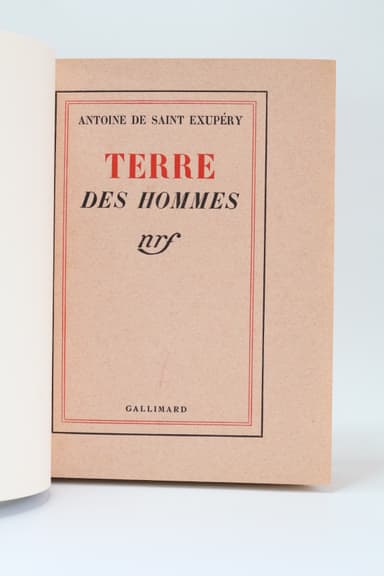 ANTOINE DE SAINT EXUPÉRY
TERRE
DES HOMMES
nrf
GALLIMARD